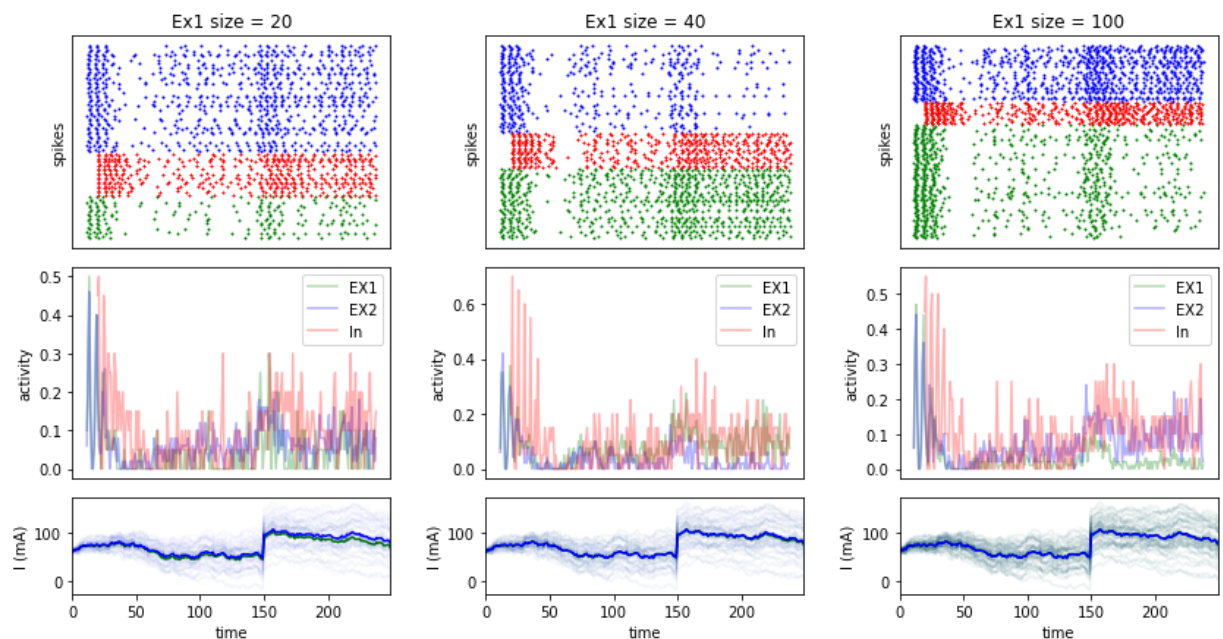 Ex1 size = 20
Ex1 size = 40
Ex1 size = 100
spikes
spikes
spikes
0.5
0.4
0.3
0.2
0.1
0.0
activity
EX1
EX2
In
0.6
0.4
0.2
0.0
activity
EX1
EX2
In
0.5
0.4
0.3
0.2
0.1
0.0
activity
EX1
EX2
In
100
0
I (mA)
0 50 100 150 200
time
100
0
I (mA)
0 50 100 150 200
time
100
0
I (mA)
0 50 100 150 200
time